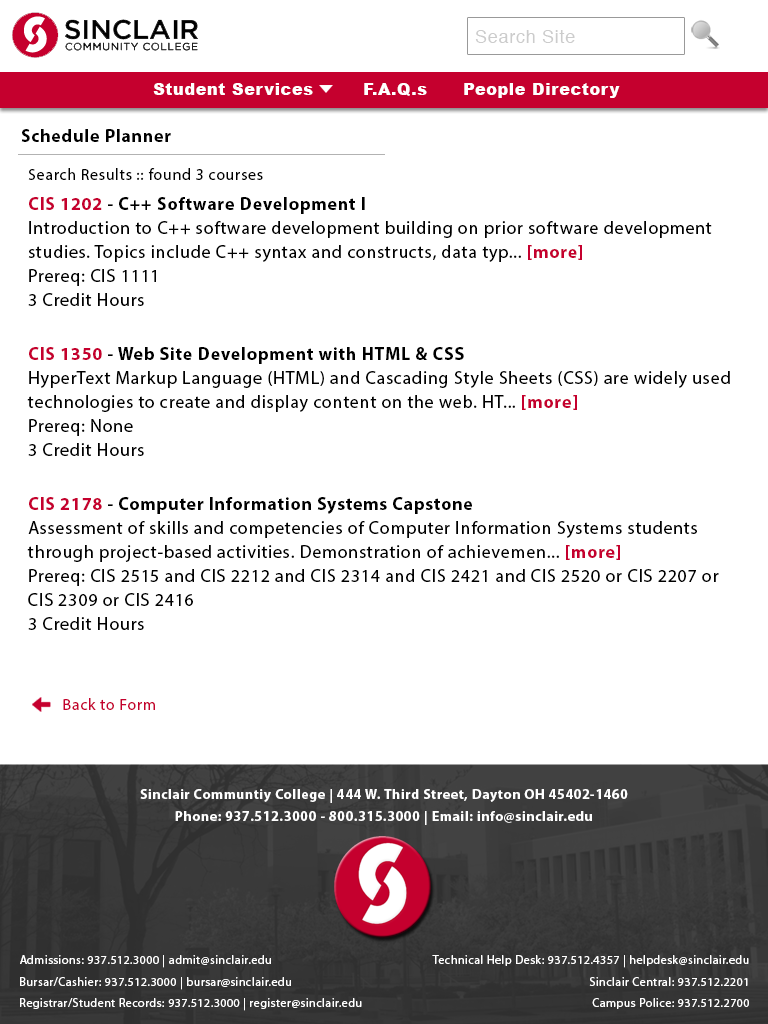 SINCLAIR
COMMUNITY COLLEGE
Search Site
Student Services
F.A.Q.s
People Directory
Schedule Planner
Search Results :: found 3 courses
CIS 1202 - C++ Software Development I
Introduction to C++ software development building on prior software development
studies. Topics include C++ syntax and constructs, data typ... [more]
Prereq: CIS 1111
3 Credit Hours
CIS 1350 - Web Site Development with HTML & CSS
HyperText Markup Language (HTML) and Cascading Style Sheets (CSS) are widely used
technologies to create and display content on the web. HT... [more]
Prereq: None
3 Credit Hours
CIS 2178 - Computer Information Systems Capstone
Assessment of skills and competencies of Computer Information Systems students
through project-based activities. Demonstration of achievemen... [more]
Prereq: CIS 2515 and CIS 2212 and CIS 2314 and CIS 2421 and CIS 2520 or CIS 2207 or
CIS 2309 or CIS 2416
3 Credit Hours
Back to Form
Sinclair Communtiy College | 444 W. Third Street, Dayton OH 45402-1460
Phone: 937.512.3000 - 800.315.3000 | Email: info@sinclair.edu
Admissions: 937.512.3000 | admit@sinclair.edu
Bursar/Cashier: 937.512.3000 | bursar@sinclair.edu
Registrar/Student Records: 937.512.3000 | register@sinclair.edu
Technical Help Desk: 937.512.4357 | helpdesk@sinclair.edu
Sinclair Central: 937.512.2201
Campus Police: 937.512.2700